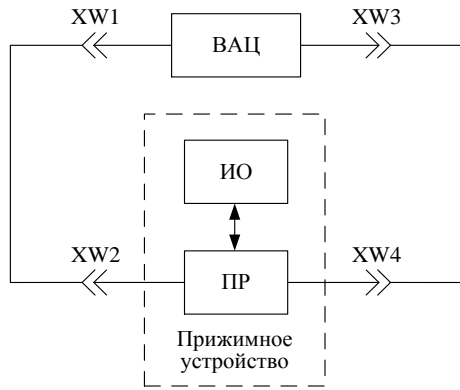 XW1
ВАЦ
XW3
ИО
XW2
ПР
XW4
Прижимное
устройство